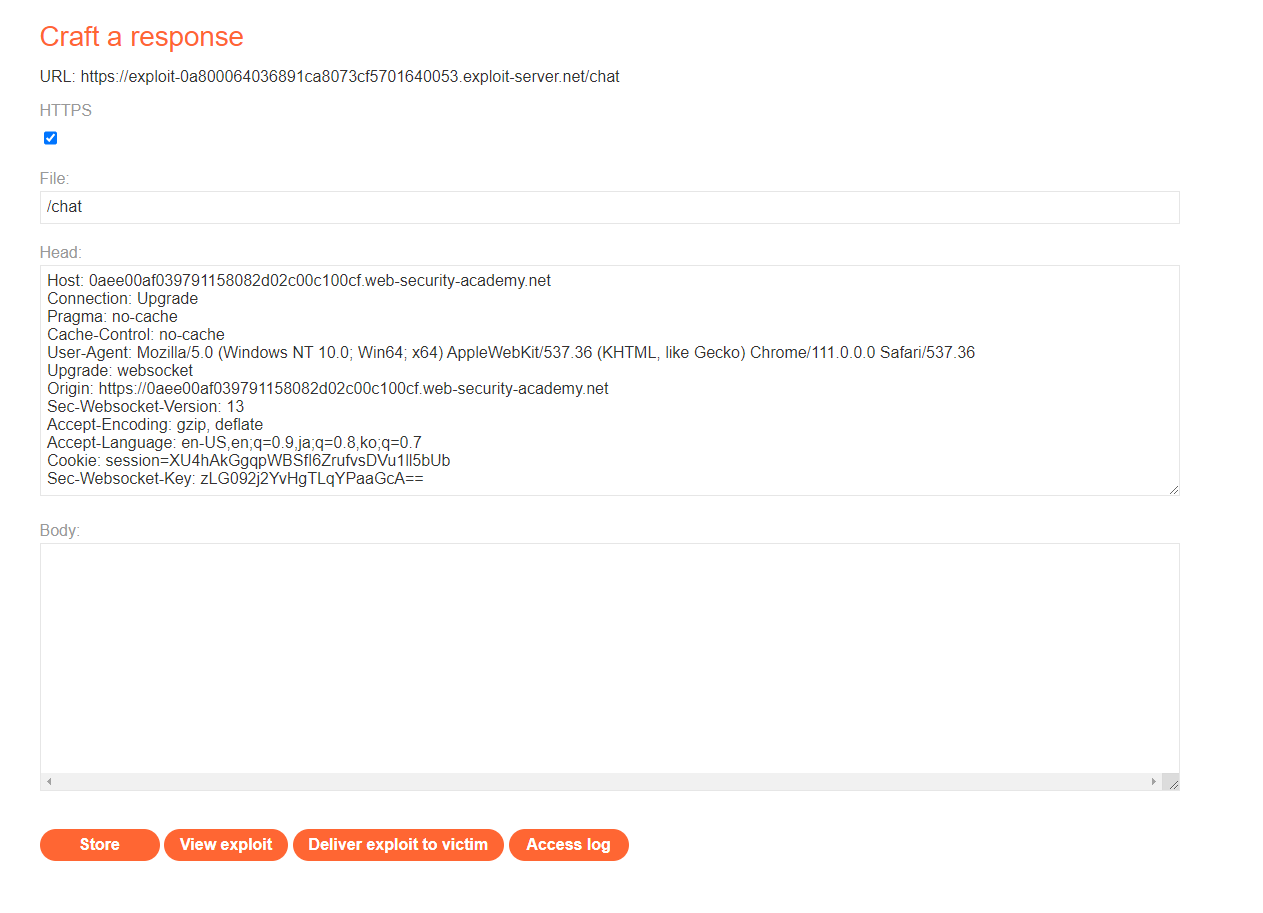 Craft a response
URL: https://exploit-0a800064036891ca8073cf5701640053.exploit-server.net/chat
HTTPS
File:
/chat
Head:
Host: 0aee00af039791158082d02c00c100cf.web-security-academy.net
Connection: Upgrade
Pragma: no-cache
Cache-Control: no-cache
User-Agent: Mozilla/5.0 (Windows NT 10.0; Win64; x64) AppleWebKit/537.36 (KHTML, like Gecko) Chrome/111.0.0.0 Safari/537.36
Upgrade: websocket
Origin: https://0aee00af039791158082d02c00c100cf.web-security-academy.net
Sec-Websocket-Version: 13
Accept-Encoding: gzip, deflate
Accept-Language: en-US,en;q=0.9,ja;q=0.8,ko;q=0.7
Cookie: session=XU4hAkGgqpWBSfI6ZrufvsDVu1Il5bUb
Sec-Websocket-Key: zLG092j2YvHgTLqYPaaGcA==
Body:
Store
View exploit
Deliver exploit to victim
Access log